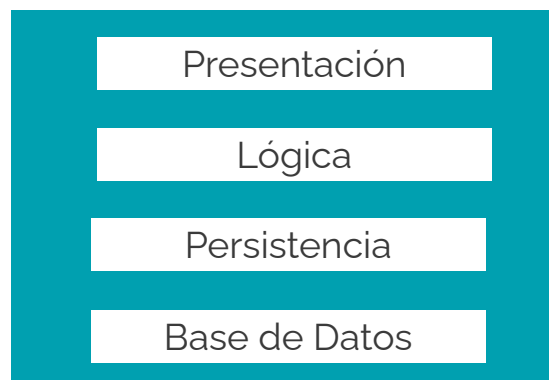 Presentación
Lógica
Persistencia
Base de Datos